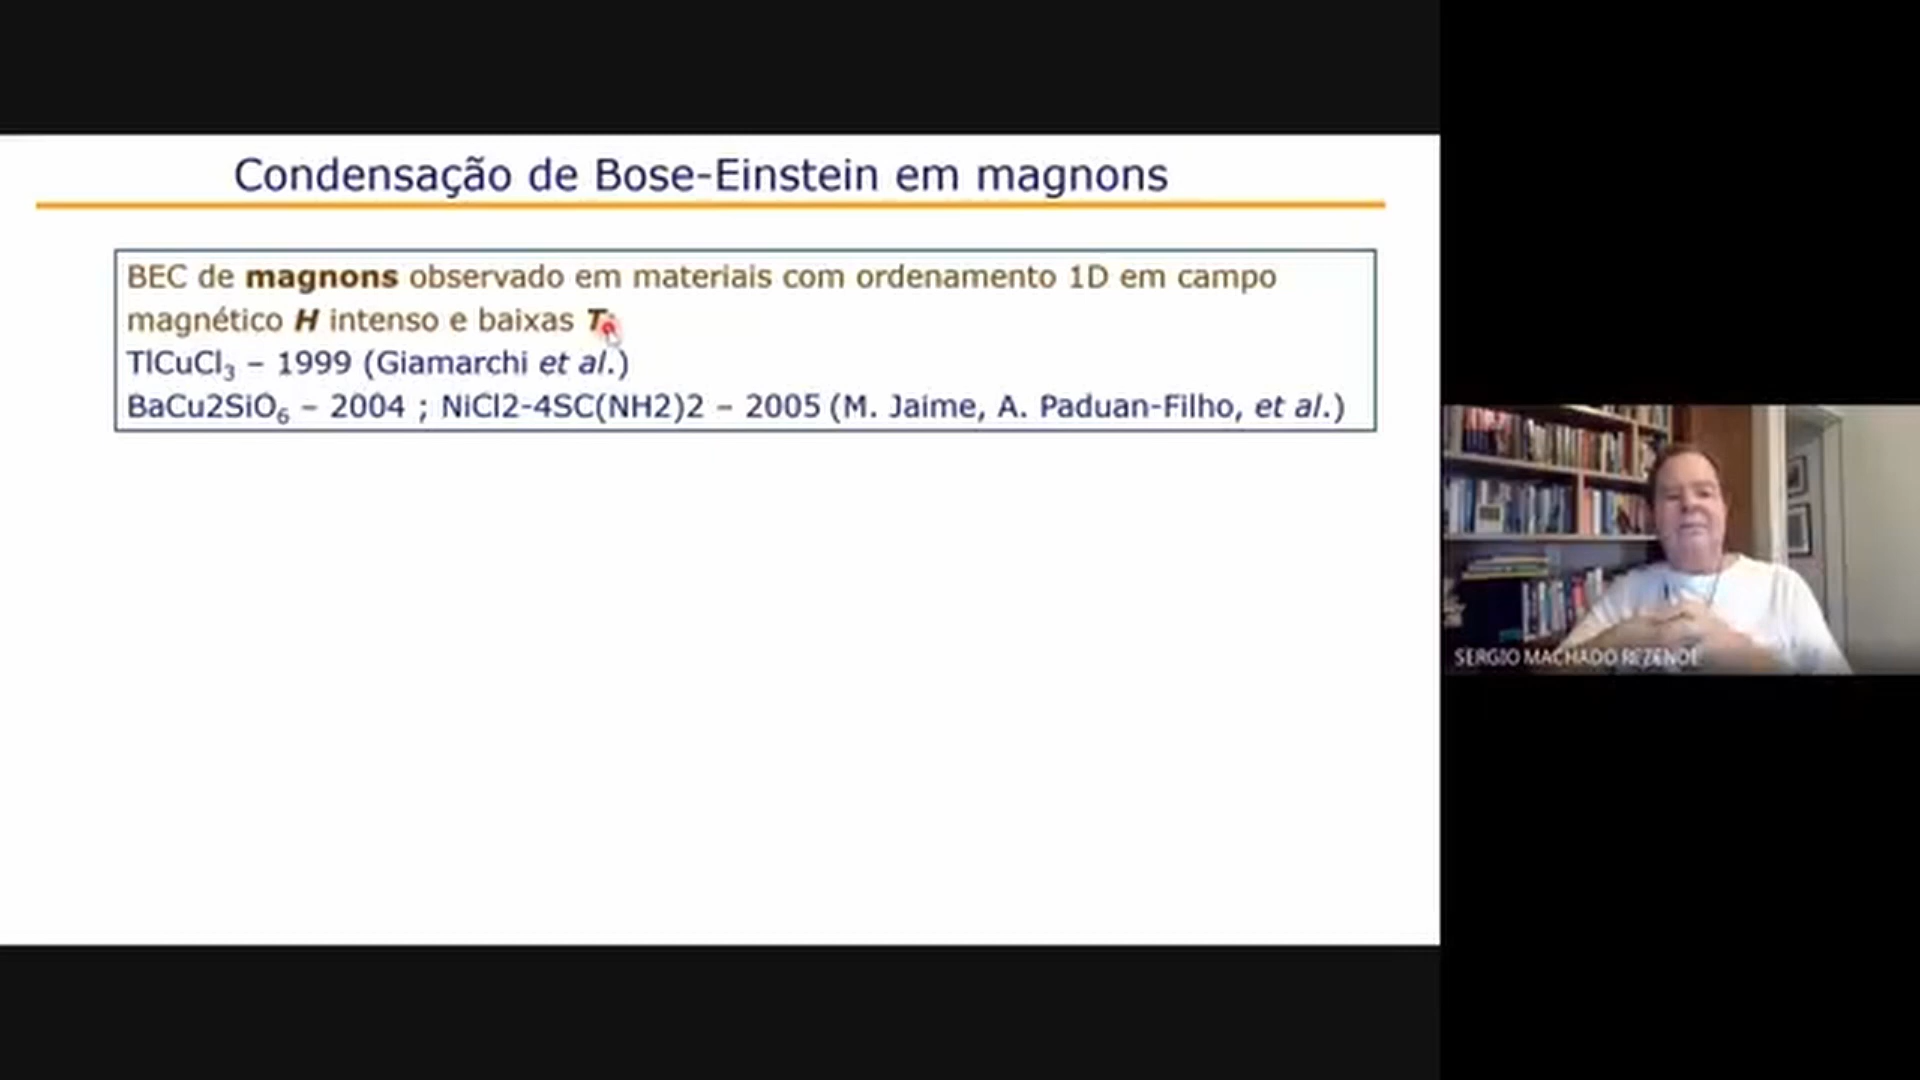 Condensação de Bose-Einstein em magnons
BEC de magnons observado em materiais com ordenamento 1D em campo
magnético H intenso e baixas T:
TlCuCl₃ – 1999 (Giamarchi et al.)
BaCu2SiO₆ – 2004 ; NiCl2-4SC(NH2)2 – 2005 (M. Jaime, A. Paduan-Filho, et al.)
SERGIO MACHADO REZENDE